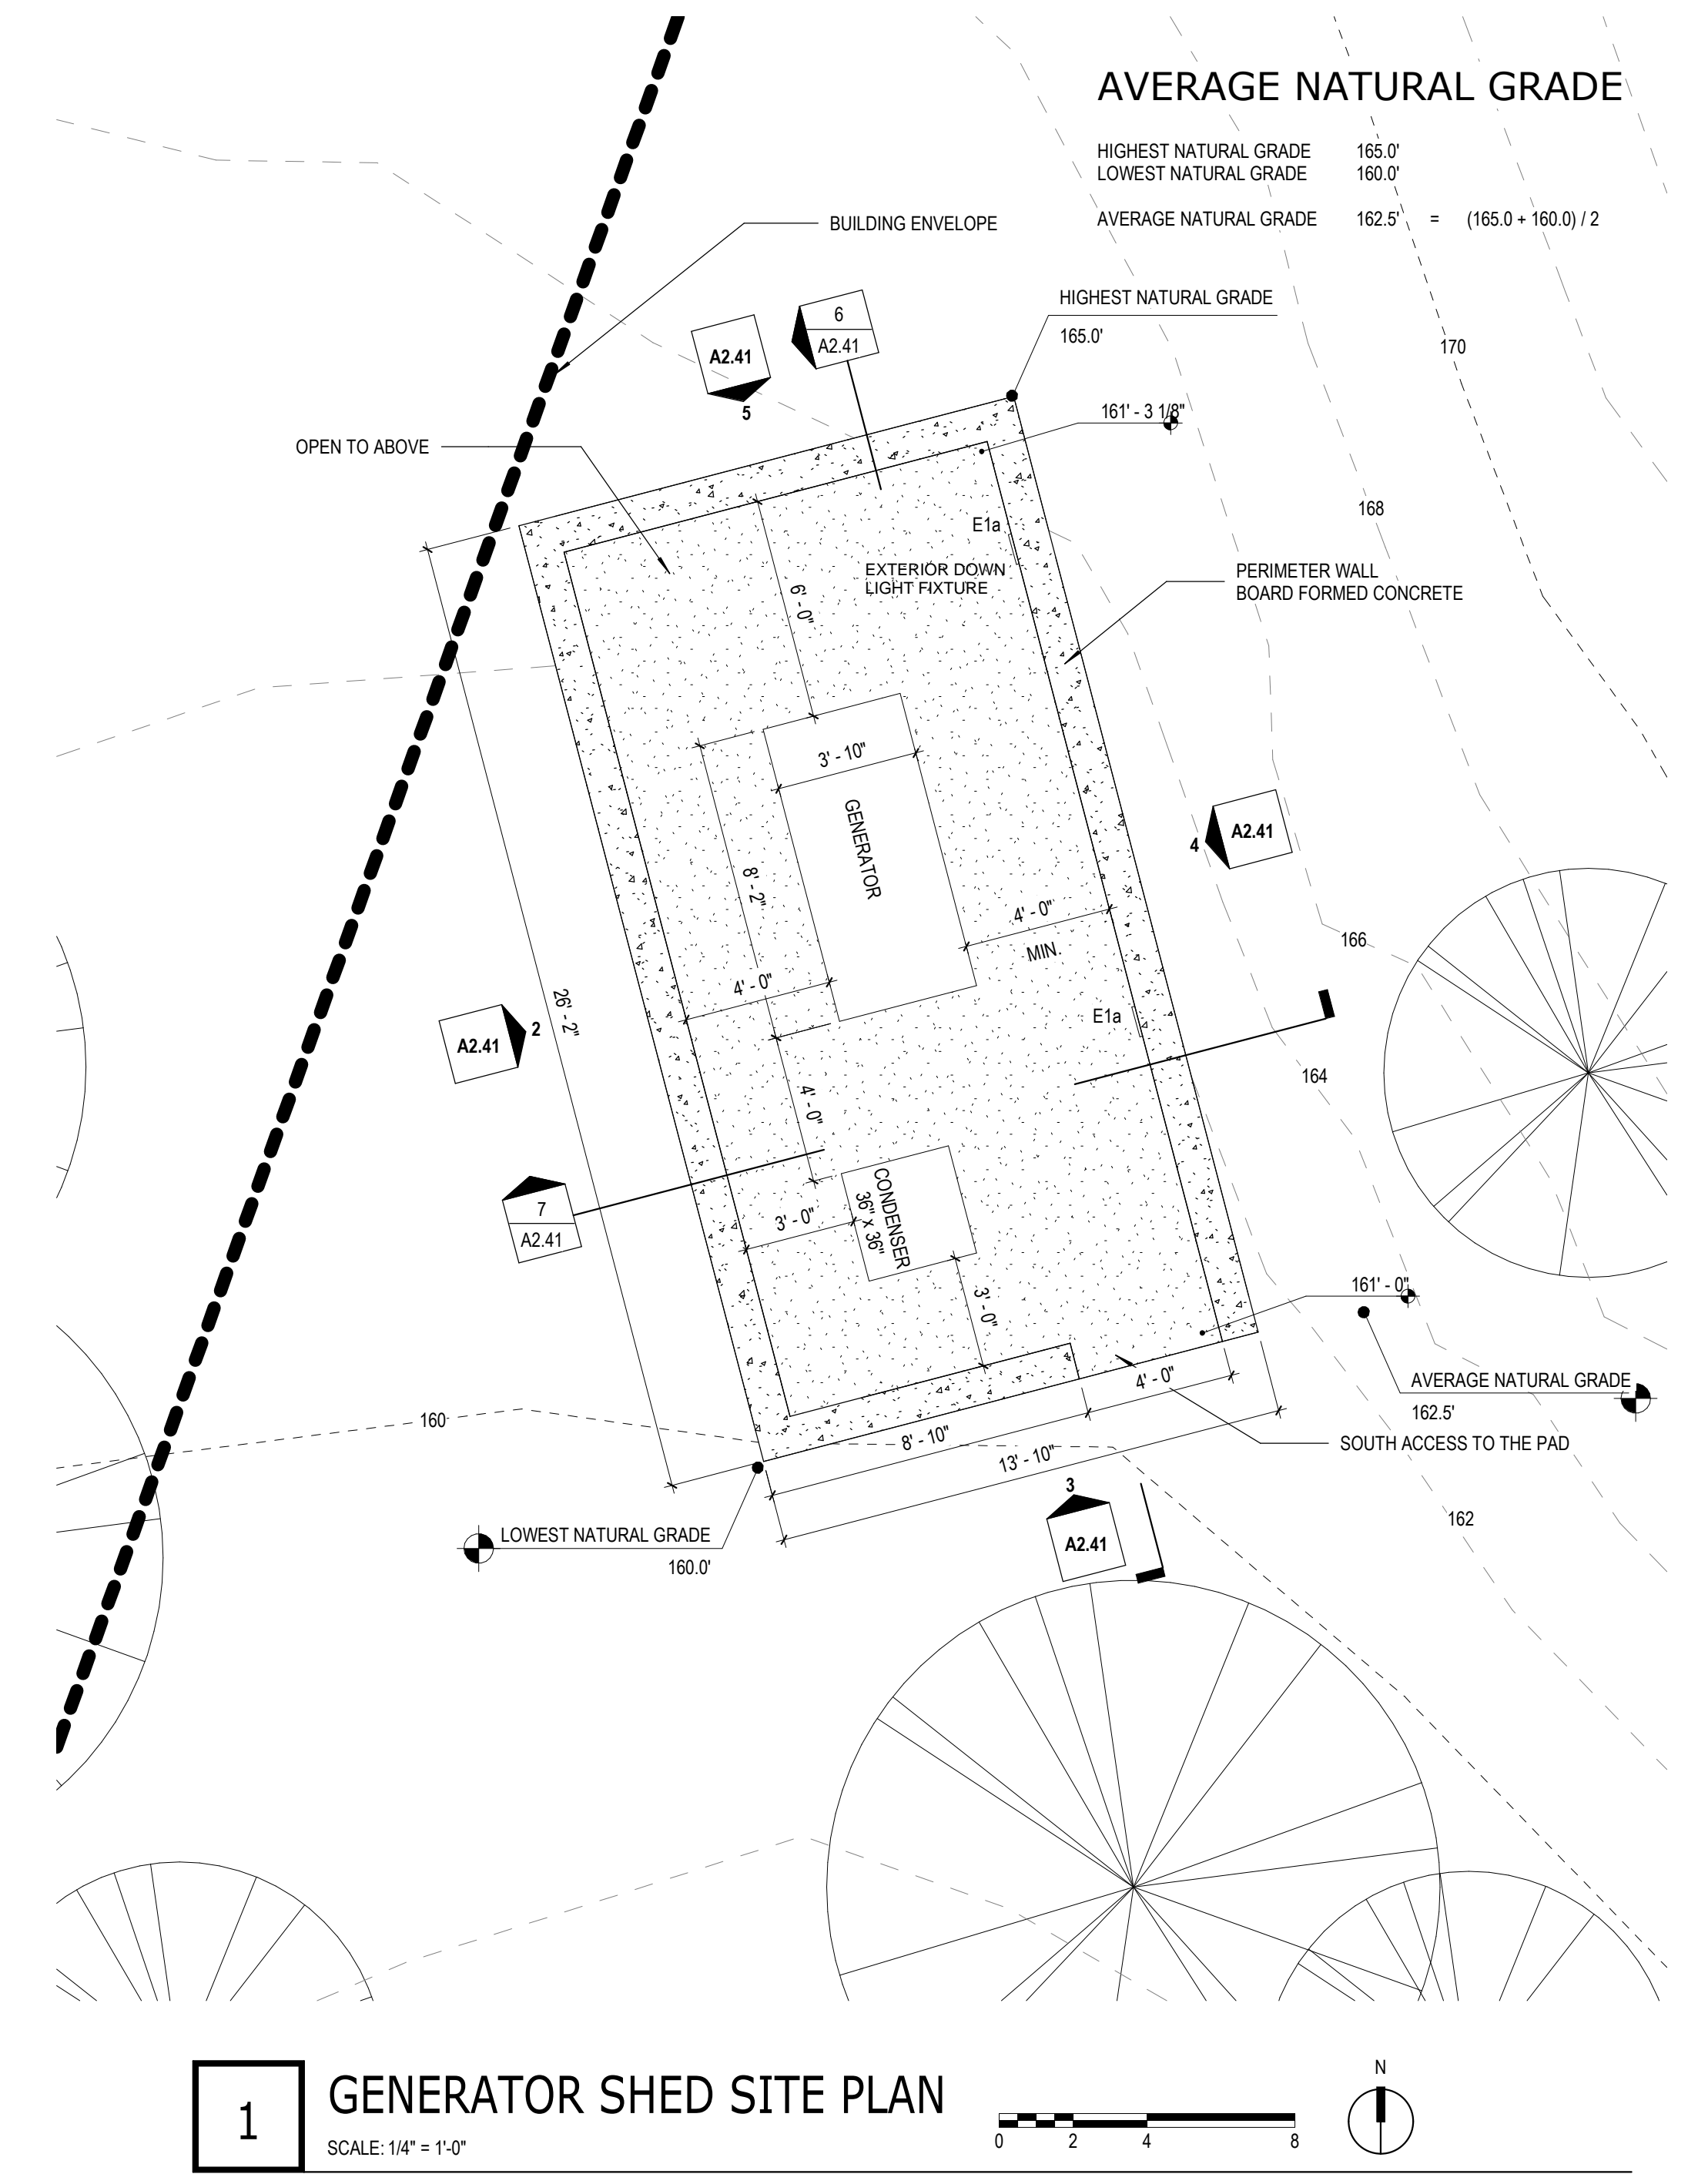 AVERAGE NATURAL GRADE
HIGHEST NATURAL GRADE 165.0'
LOWEST NATURAL GRADE 160.0'
AVERAGE NATURAL GRADE 162.5' = (165.0 + 160.0) / 2
BUILDING ENVELOPE
HIGHEST NATURAL GRADE
165.0'
6
A2.41
A2.41
5
170
161' - 3 1/8"
OPEN TO ABOVE
168
E1a
EXTERIOR DOWN
LIGHT FIXTURE
PERIMETER WALL
BOARD FORMED CONCRETE
6' - 0"
3' - 10"
GENERATOR
8' - 2"
4
A2.41
4' - 0"
MIN.
166
4' - 0"
26' - 2"
E1a
A2.41
2
164
4' - 0"
7
A2.41
3' - 0"
CONDENSER
36" x 36"
3' - 0"
161' - 0"
4' - 0"
AVERAGE NATURAL GRADE
162.5'
160
8' - 10"
SOUTH ACCESS TO THE PAD
13' - 10"
3
A2.41
162
LOWEST NATURAL GRADE
160.0'
1
GENERATOR SHED SITE PLAN
SCALE: 1/4" = 1'-0"
0 2 4 8
N